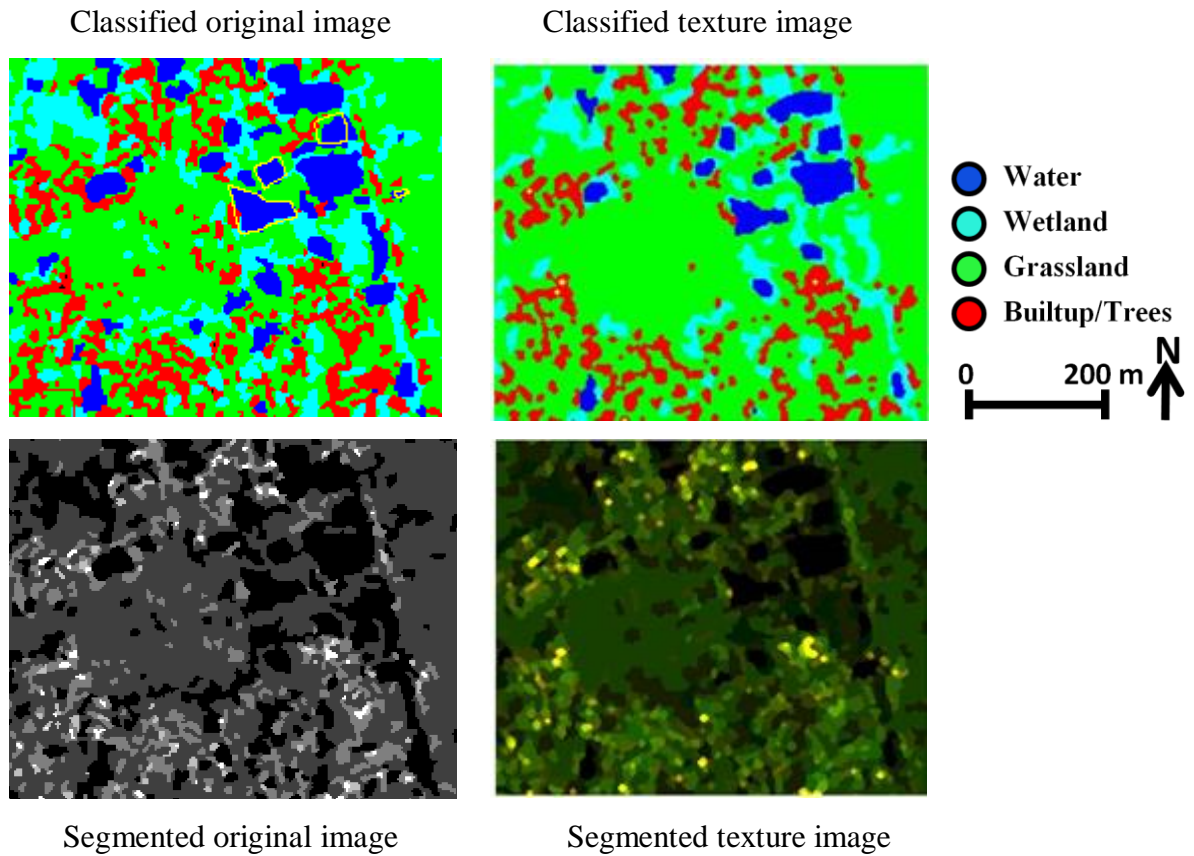 Classified original image
Classified texture image
Water
Wetland
Grassland
Builtup/Trees
0 200 m
N
Segmented original image
Segmented texture image